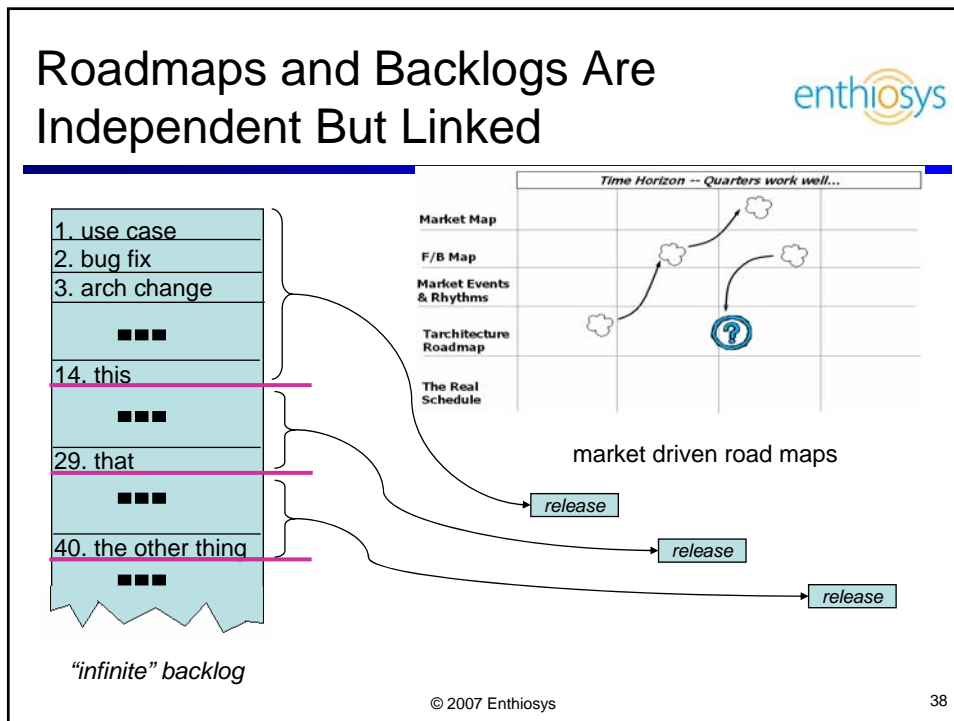 Roadmaps and Backlogs Are
Independent But Linked
enthiosys
1. use case
2. bug fix
3. arch change
14. this
29. that
40. the other thing
"infinite" backlog
Time Horizon -- Quarters work well...
Market Map
F/B Map
Market Events
& Rhythms
Tarchitecture
Roadmap
?
The Real
Schedule
market driven road maps
release
release
release
© 2007 Enthiosys
38